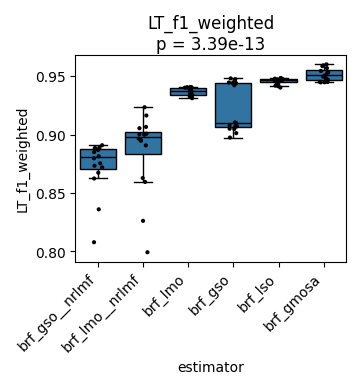 LT_f1_weighted
p = 3.39e-13
LT_f1_weighted
0.95
0.90
0.85
0.80
brf_gso__nrlmf
brf_lmo__nrlmf
brf_lmo
brf_gso
brf_lso
brf_gmosa
estimator